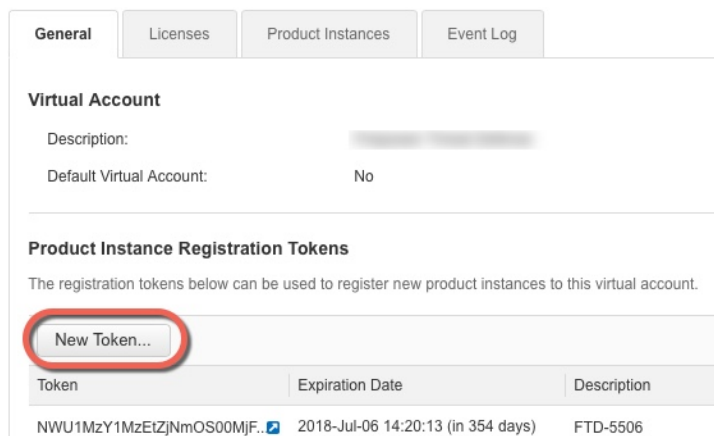 General Licenses Product Instances Event Log
Virtual Account
Description:
Default Virtual Account: No
Product Instance Registration Tokens
The registration tokens below can be used to register new product instances to this virtual account.
New Token...
Token Expiration Date Description
NWU1MzY1MzEtZjNmOS00MjF.. 2018-Jul-06 14:20:13 (in 354 days) FTD-5506